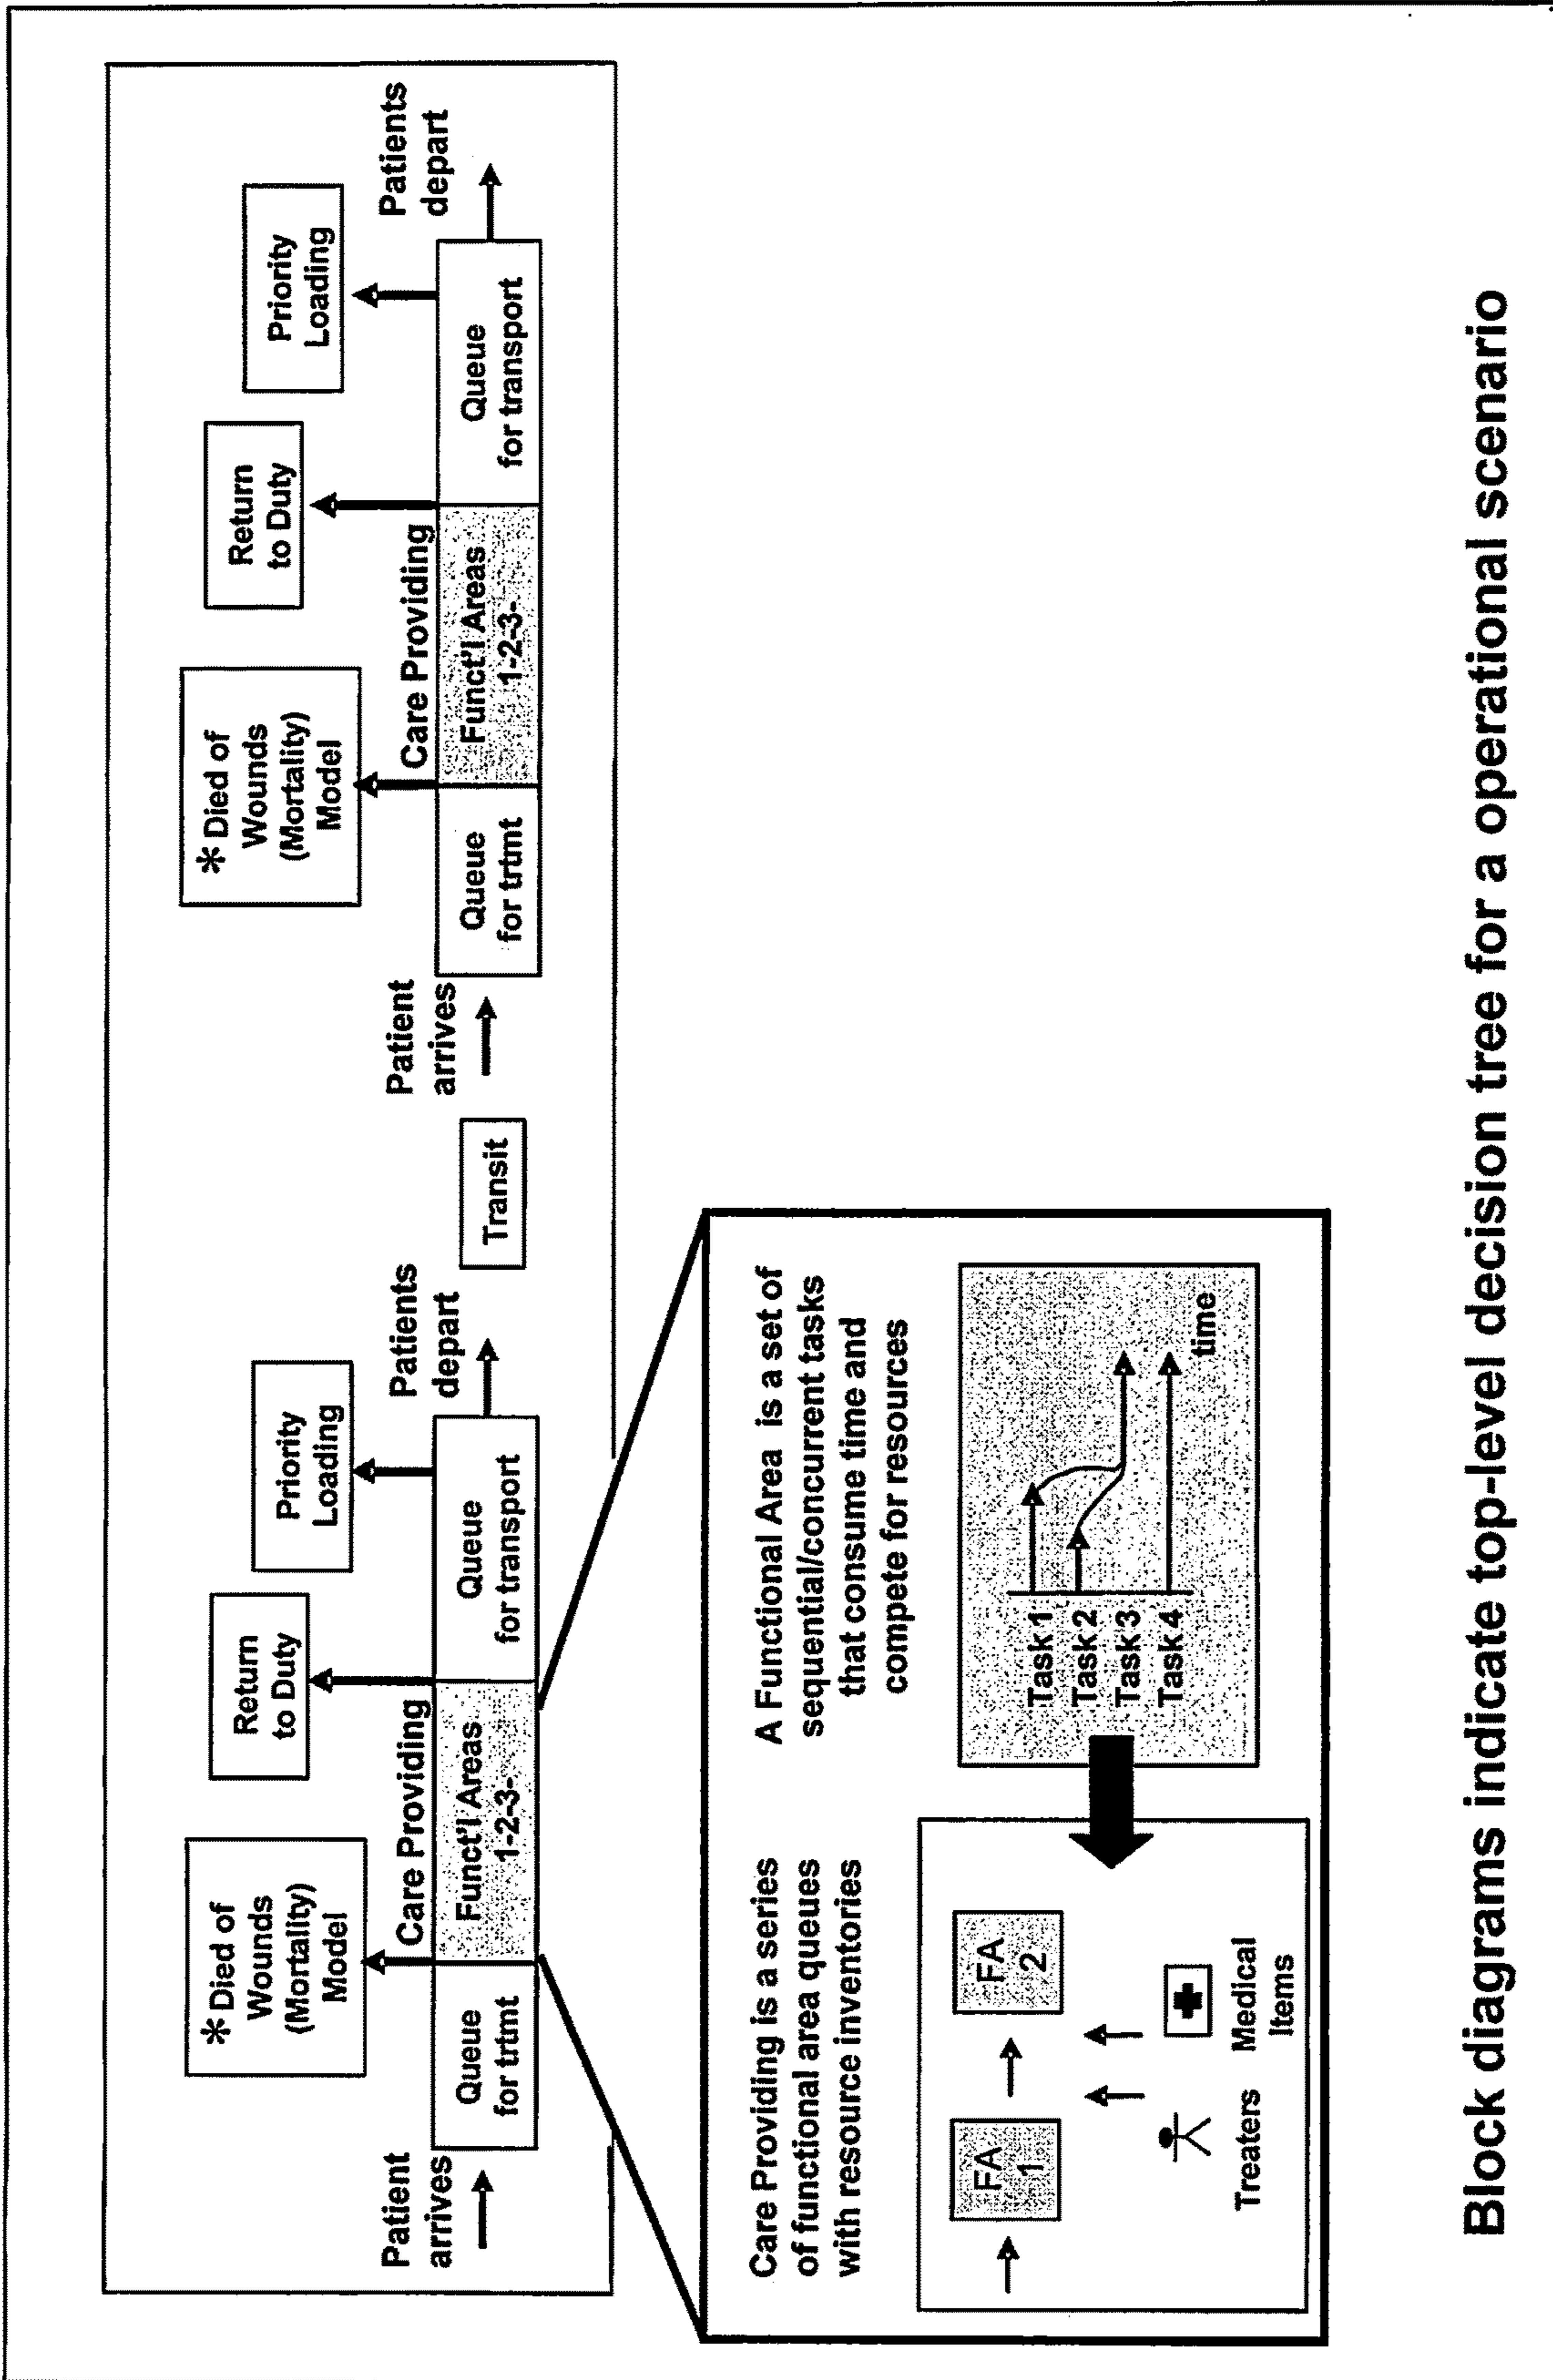 Patient
arrives
Queue
for trtmt
*Died of
Wounds
(Mortality)
Model
Care Providing
Funct'l Areas
1-2-3-
Return
to Duty
Queue
for transport
Priority
Loading
Patients
depart
Transit
Patient
arrives
Queue
for trtmt
*Died of
Wounds
(Mortality)
Model
Care Providing
Funct'l Areas
1-2-3-
Return
to Duty
Queue
for transport
Priority
Loading
Patients
depart
Care Providing is a series
of functional area queues
with resource inventories
FA
1
FA
2
Treaters
Medical
Items
A Functional Area is a set of
sequential/concurrent tasks
that consume time and
compete for resources
Task 1
Task 2
Task 3
Task 4
time
Block diagrams indicate top-level decision tree for a operational scenario